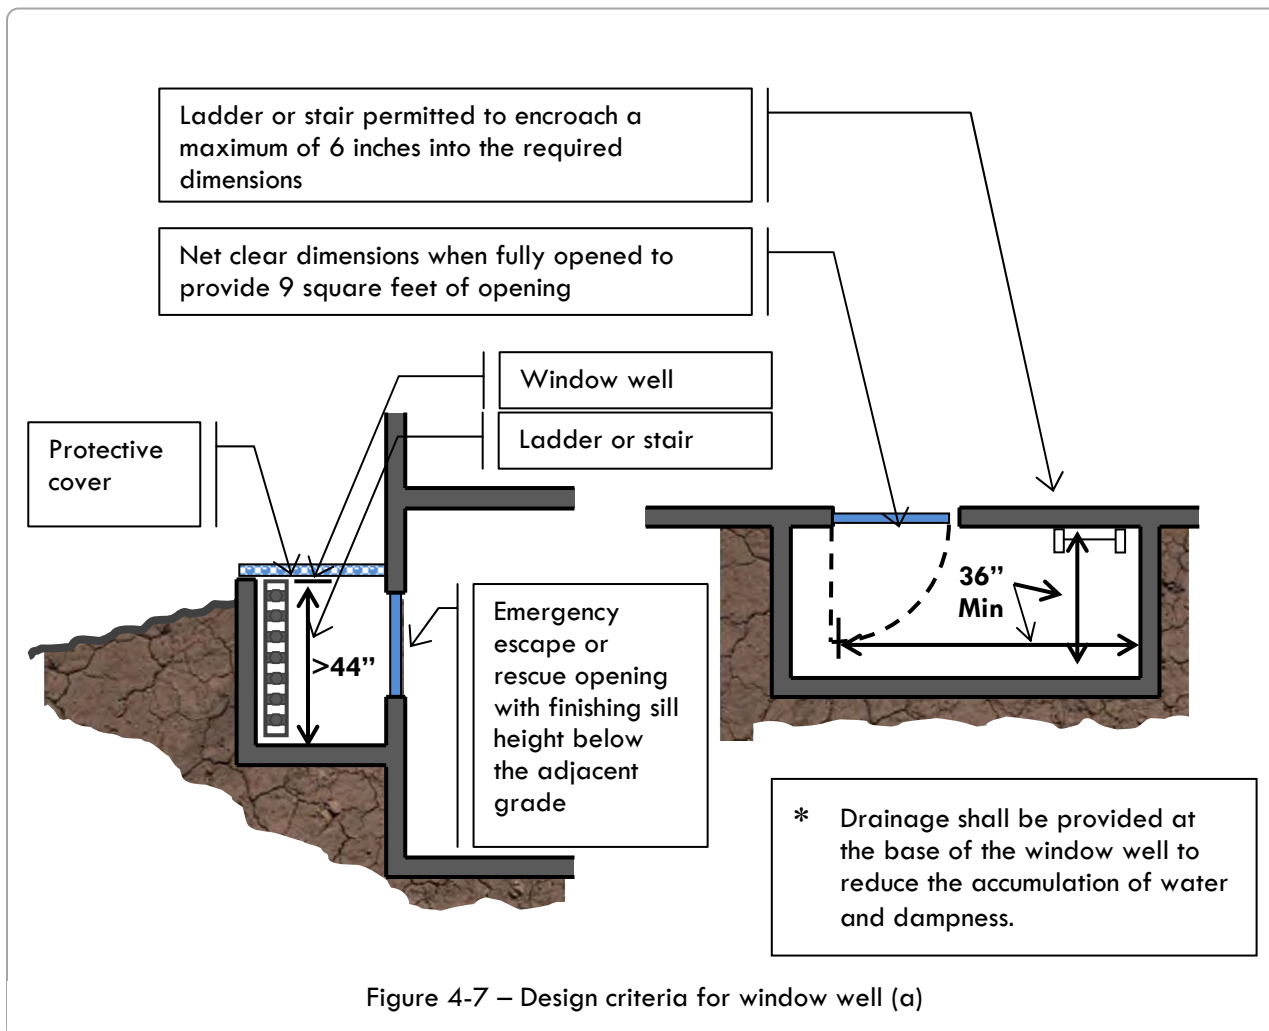 Ladder or stair permitted to encroach a
maximum of 6 inches into the required
dimensions
Net clear dimensions when fully opened to
provide 9 square feet of opening
Window well
Ladder or stair
Protective
cover
>44”
Emergency
escape or
rescue opening
with finishing sill
height below
the adjacent
grade
36”
Min
* Drainage shall be provided at
the base of the window well to
reduce the accumulation of water
and dampness.
Figure 4-7 – Design criteria for window well (a)